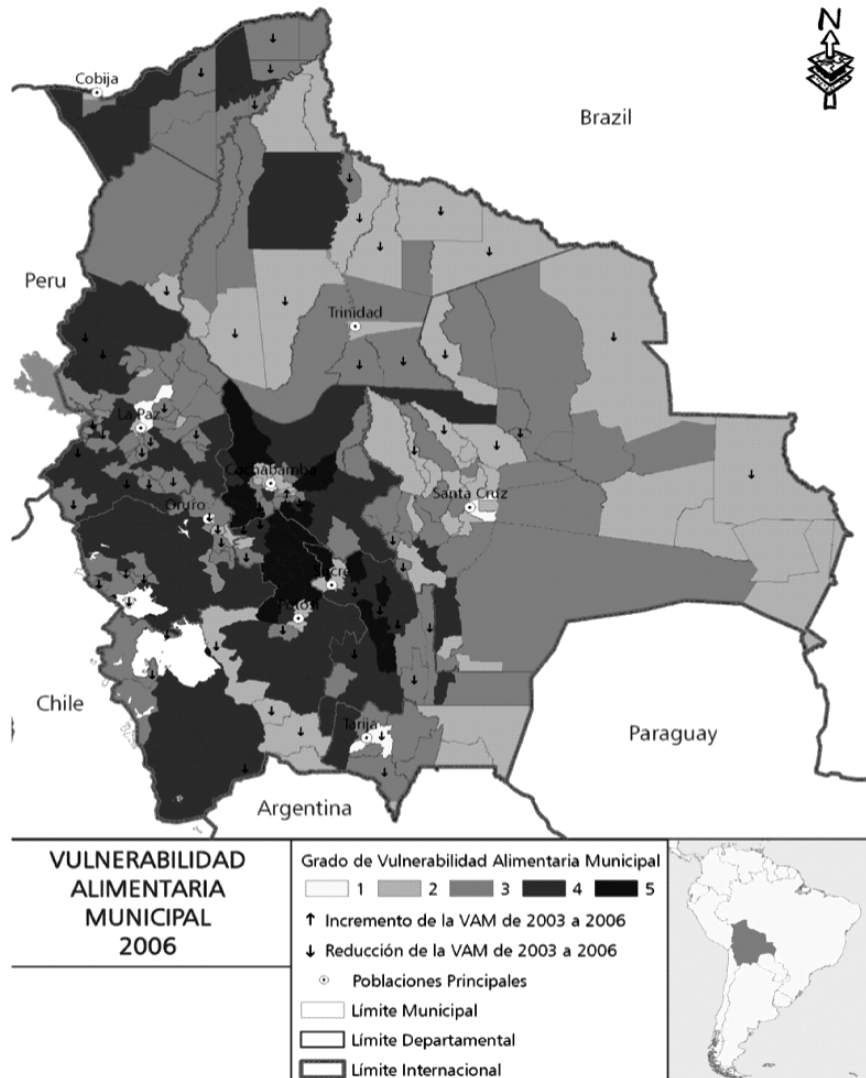 N
Cobija
Brazil
Peru
Trinidad
La Paz
Cochabamba
Santa Cruz
Oruro
Sucre
Potosí
Chile
Tarija
Paraguay
Argentina
VULNERABILIDAD
ALIMENTARIA
MUNICIPAL
2006
Grado de Vulnerabilidad Alimentaria Municipal
1 2 3 4 5
↑ Incremento de la VAM de 2003 a 2006
↓ Reducción de la VAM de 2003 a 2006
Poblaciones Principales
Límite Municipal
Límite Departamental
Límite Internacional